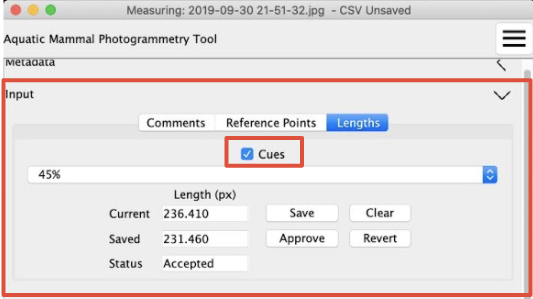 Measuring: 2019-09-30 21-51-32.jpg - CSV Unsaved
Aquatic Mammal Photogrammetry Tool
Metadata
Input
Comments Reference Points Lengths
Cues
45%
Length (px)
Current 236.410 Save Clear
Saved 231.460 Approve Revert
Status Accepted